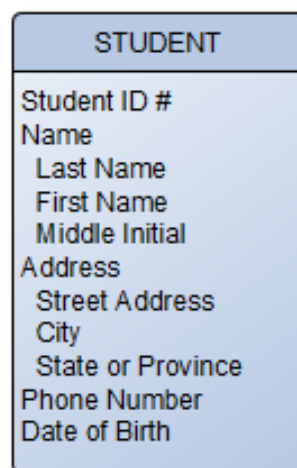 STUDENT
Student ID #
Name
Last Name
First Name
Middle Initial
Address
Street Address
City
State or Province
Phone Number
Date of Birth